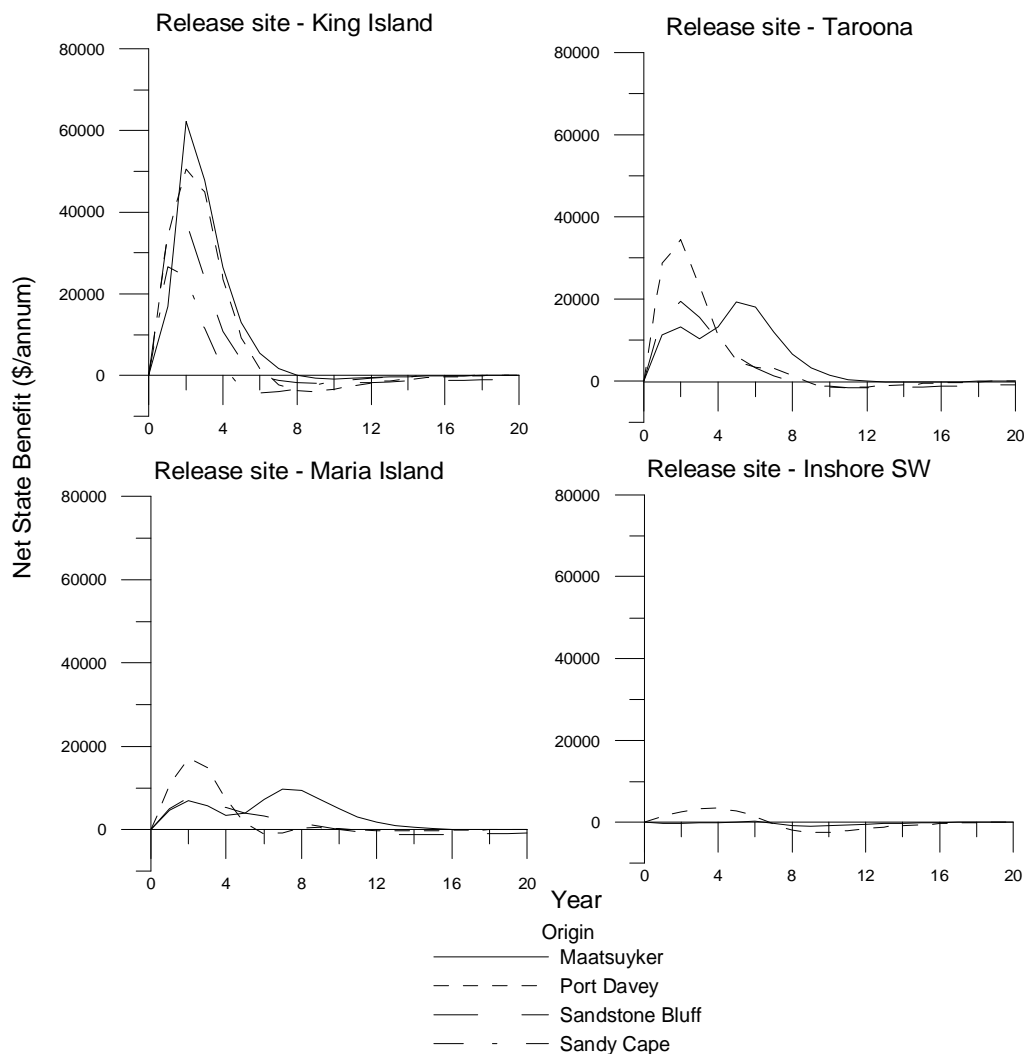 Release site - King Island
80000
60000
40000
20000
0
0 4 8 12 16 20
Release site - Taroona
80000
60000
40000
20000
0
0 4 8 12 16 20
Net State Benefit ($/annum)
Release site - Maria Island
80000
60000
40000
20000
0
0 4 8 12 16 20
Release site - Inshore SW
80000
60000
40000
20000
0
0 4 8 12 16 20
Year
Origin
Maatsuyker
Port Davey
Sandstone Bluff
Sandy Cape